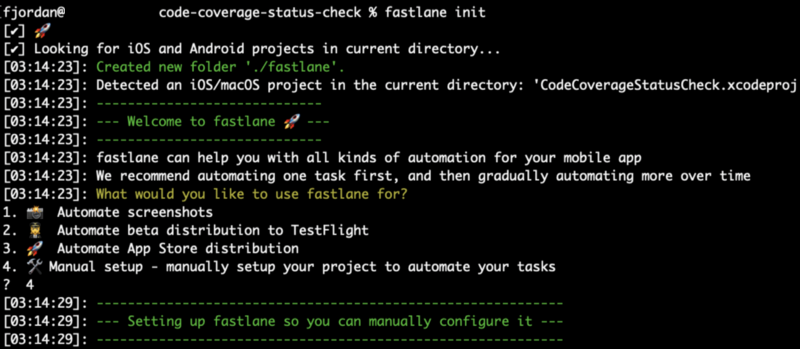 fjordan@ code-coverage-status-check % fastlane init
[✔] 🚀
[✔] Looking for iOS and Android projects in current directory...
[03:14:23]: Created new folder './fastlane'.
[03:14:23]: Detected an iOS/macOS project in the current directory: 'CodeCoverageStatusCheck.xcodeproj
[03:14:23]: -----------------------------
[03:14:23]: --- Welcome to fastlane 🚀 ---
[03:14:23]: -----------------------------
[03:14:23]: fastlane can help you with all kinds of automation for your mobile app
[03:14:23]: We recommend automating one task first, and then gradually automating more over time
[03:14:23]: What would you like to use fastlane for?
1. 📸 Automate screenshots
2. 👩‍✈️ Automate beta distribution to TestFlight
3. 🚀 Automate App Store distribution
4. 🛠 Manual setup - manually setup your project to automate your tasks
? 4
[03:14:29]: ------------------------------------------------------------
[03:14:29]: --- Setting up fastlane so you can manually configure it ---
[03:14:29]: ------------------------------------------------------------